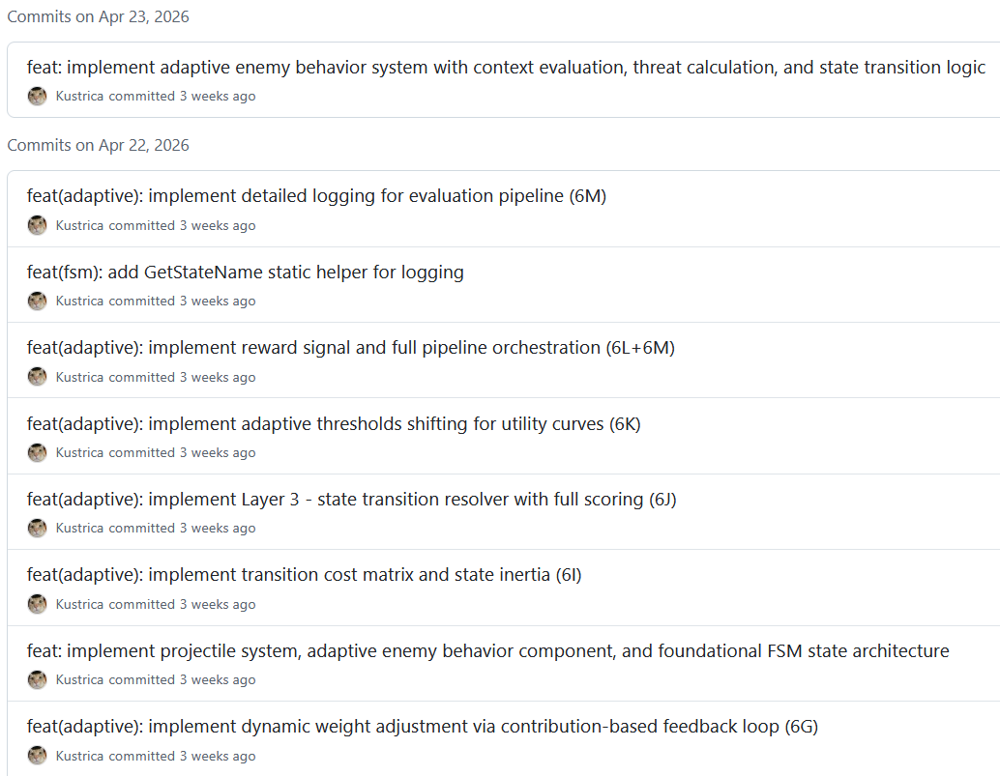 Commits on Apr 23, 2026
feat: implement adaptive enemy behavior system with context evaluation, threat calculation, and state transition logic
Kustrica committed 3 weeks ago
Commits on Apr 22, 2026
feat(adaptive): implement detailed logging for evaluation pipeline (6M)
Kustrica committed 3 weeks ago
feat(fsm): add GetStateName static helper for logging
Kustrica committed 3 weeks ago
feat(adaptive): implement reward signal and full pipeline orchestration (6L+6M)
Kustrica committed 3 weeks ago
feat(adaptive): implement adaptive thresholds shifting for utility curves (6K)
Kustrica committed 3 weeks ago
feat(adaptive): implement Layer 3 - state transition resolver with full scoring (6J)
Kustrica committed 3 weeks ago
feat(adaptive): implement transition cost matrix and state inertia (6I)
Kustrica committed 3 weeks ago
feat: implement projectile system, adaptive enemy behavior component, and foundational FSM state architecture
Kustrica committed 3 weeks ago
feat(adaptive): implement dynamic weight adjustment via contribution-based feedback loop (6G)
Kustrica committed 3 weeks ago